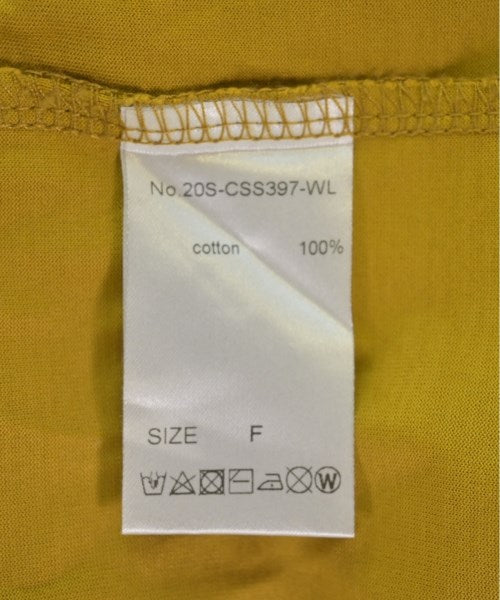 No.20S-CSS397-WL
cotton 100%
SIZE F
W